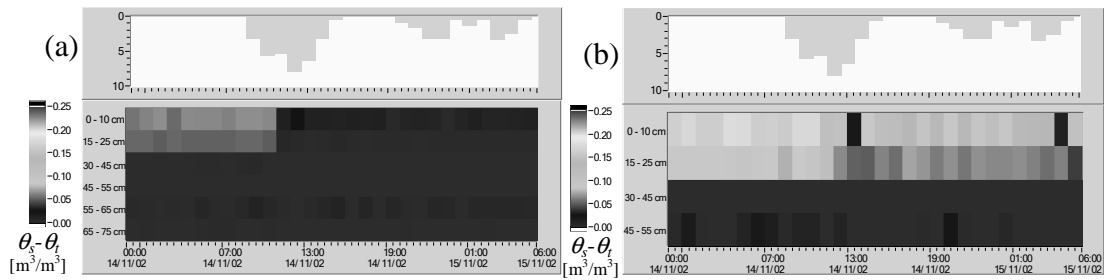 (a)
0
5
10
0.25
0.20
0.15
0.10
0.05
0.00
θs-θt
[m³/m³]
0 - 10 cm
15 - 25 cm
30 - 45 cm
45 - 55 cm
55 - 65 cm
65 - 75 cm
00:00 07:00 13:00 19:00 01:00 06:00
14/11/02 14/11/02 14/11/02 14/11/02 15/11/02 15/11/02
(b)
0
5
10
0.25
0.20
0.15
0.10
0.05
0.00
θs-θt
[m³/m³]
0-10 cm
15 - 25 cm
30 - 45 cm
45 - 55 cm
00:00 07:00 13:00 19:00 01:00 06:00
14/11/02 14/11/02 14/11/02 14/11/02 15/11/02 15/11/02